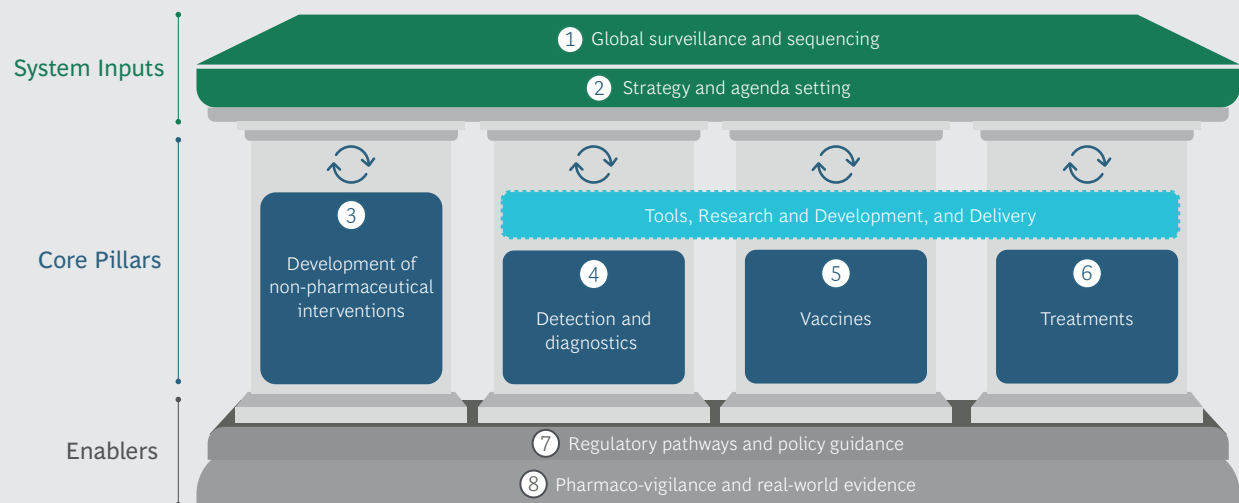 System Inputs
1 Global surveillance and sequencing
2 Strategy and agenda setting
Core Pillars
Tools, Research and Development, and Delivery
3
Development of
non-pharmaceutical
interventions
4
Detection and
diagnostics
5
Vaccines
6
Treatments
Enablers
7 Regulatory pathways and policy guidance
8 Pharmaco-vigilance and real-world evidence